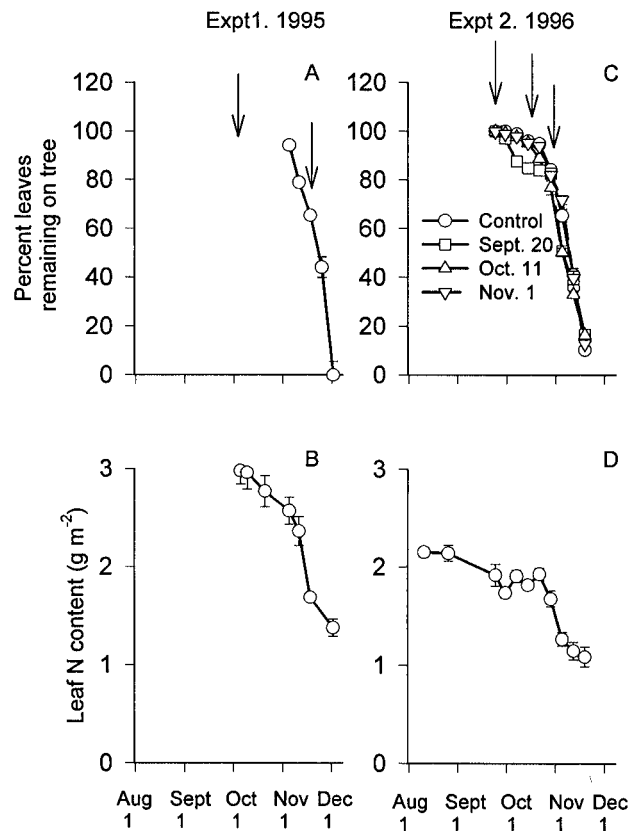 Expt1. 1995
Expt 2. 1996
A
C
120
100
80
60
40
20
0
Percent leaves
remaining on tree
120
100
80
60
40
20
0
Control
Sept. 20
Oct. 11
Nov. 1
B
D
3
2
1
0
Leaf N content (g m-2)
3
2
1
0
Aug Sept Oct Nov Dec
1 1 1 1 1
Aug Sept Oct Nov Dec
1 1 1 1 1